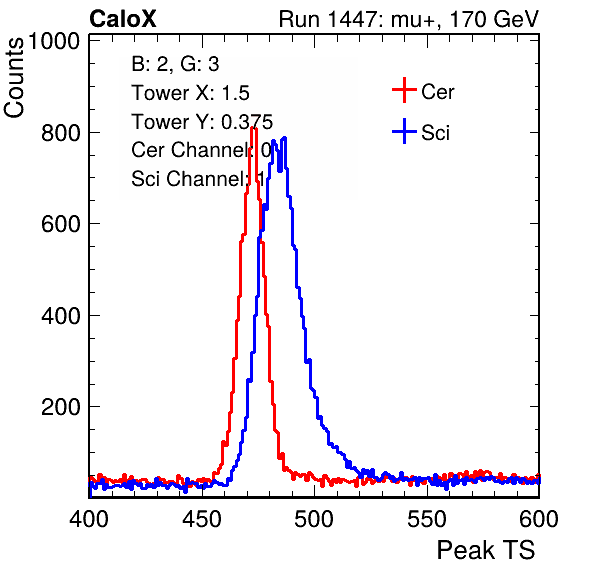 CaloX Run 1447: mu+, 170 GeV
Counts
1000
800
600
400
200
B: 2, G: 3
Tower X: 1.5
Tower Y: 0.375
Cer Channel: 0
Sci Channel: 1
Cer
Sci
400 450 500 550 600
Peak TS